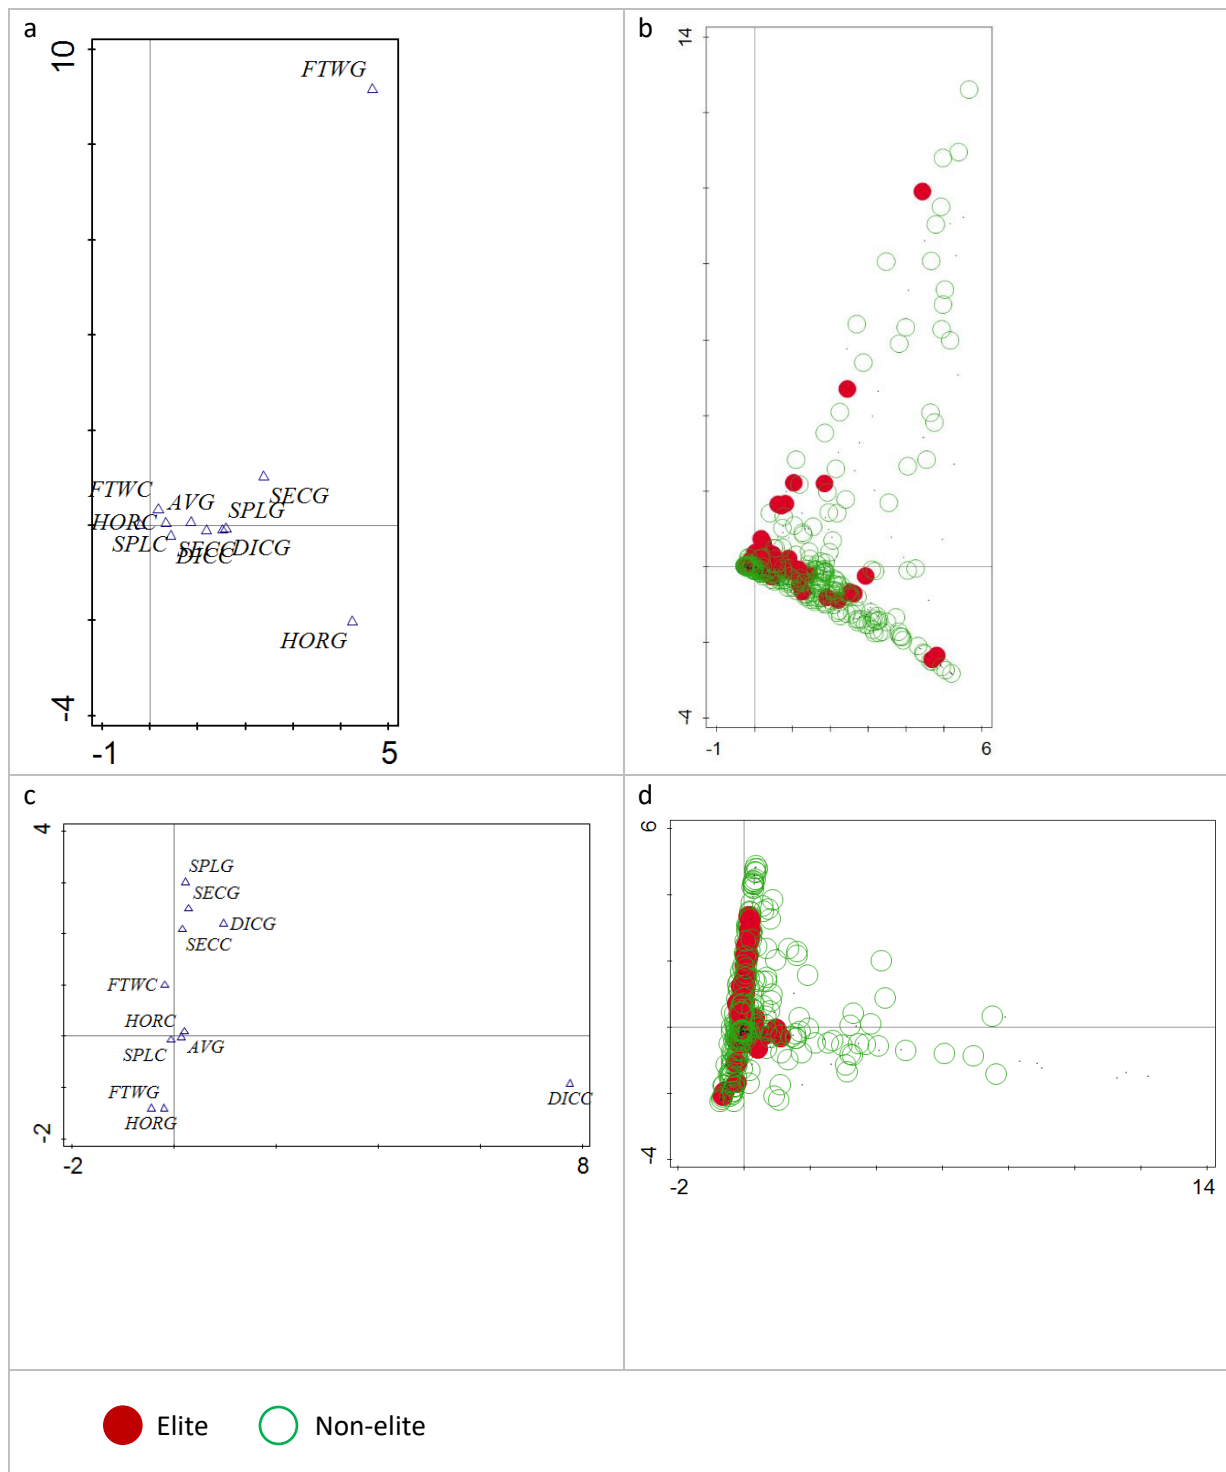 a
10
FTWG
FTWC
AVG
SECG
SPLG
HORC
SPLC
SECC
DICG
DICC
HORG
-4
-1 5
b
14
-4
-1 6
c
4
SPLG
SECG
DICG
SECC
FTWC
HORC
AVG
SPLC
FTWG
DICC
HORG
-2
-2 8
d
6
-4
-2 14
Elite Non-elite